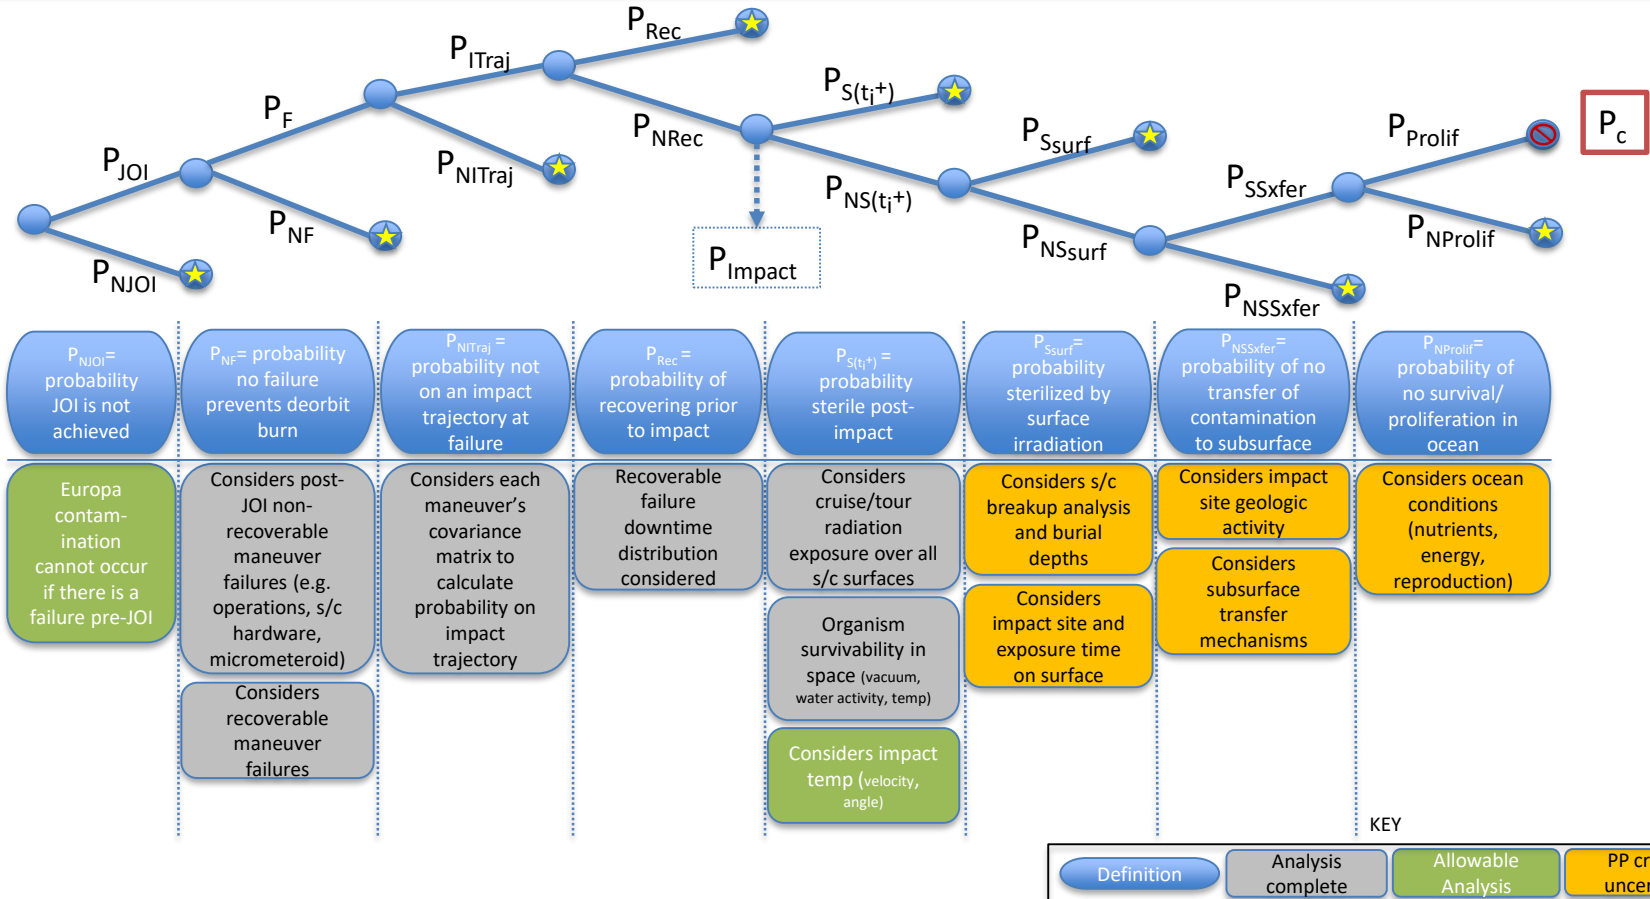 P_Rec
P_ITraj
P_S(t_i+)
P_F
P_NRec
P_Ssurf
P_Prolif
P_c
P_JOI
P_NITraj
P_NS(t_i+)
P_SSxfer
P_NF
P_NSsurf
P_NProlif
P_NJOI
P_Impact
P_NSSxfer
P_NJOI=
probability
JOI is not
achieved
P_NF= probability
no failure
prevents deorbit
burn
P_NITraj =
probability not
on an impact
trajectory at
failure
P_Rec =
probability of
recovering prior
to impact
P_S(t_i+) =
probability
sterile post-
impact
P_Ssurf=
probability
sterilized by
surface
irradiation
P_NSSxfer=
probability of no
transfer of
contamination
to subsurface
P_NProlif=
probability of
no survival/
proliferation in
ocean
Europa
contam-
ination
cannot occur
if there is a
failure pre-JOI
Considers post-
JOI non-
recoverable
maneuver
failures (e.g.
operations, s/c
hardware,
micrometeroid)
Considers
recoverable
maneuver
failures
Considers each
maneuver’s
covariance
matrix to
calculate
probability on
impact
trajectory
Recoverable
failure
downtime
distribution
considered
Considers
cruise/tour
radiation
exposure over all
s/c surfaces
Organism
survivability in
space (vacuum,
water activity, temp)
Considers impact
temp (velocity,
angle)
Considers s/c
breakup analysis
and burial
depths
Considers
impact site and
exposure time
on surface
Considers impact
site geologic
activity
Considers
subsurface
transfer
mechanisms
Considers ocean
conditions
(nutrients,
energy,
reproduction)
KEY
Definition
Analysis
complete
Allowable
Analysis
PP